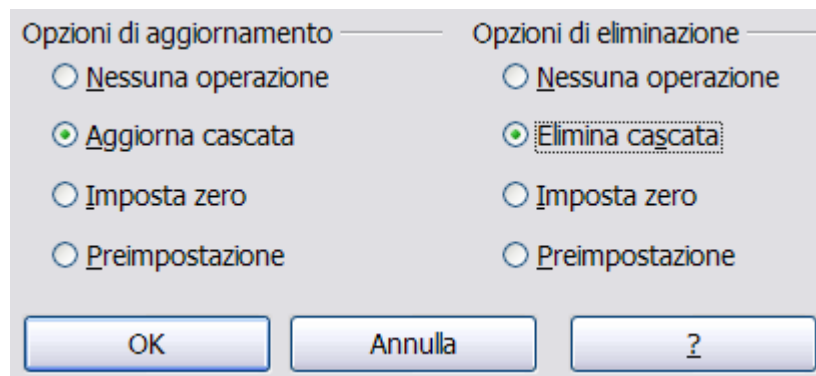 Opzioni di aggiornamento
Nessuna operazione
Aggiorna cascata
Imposta zero
Preimpostazione
Opzioni di eliminazione
Nessuna operazione
Elimina cascata
Imposta zero
Preimpostazione
OK
Annulla
?